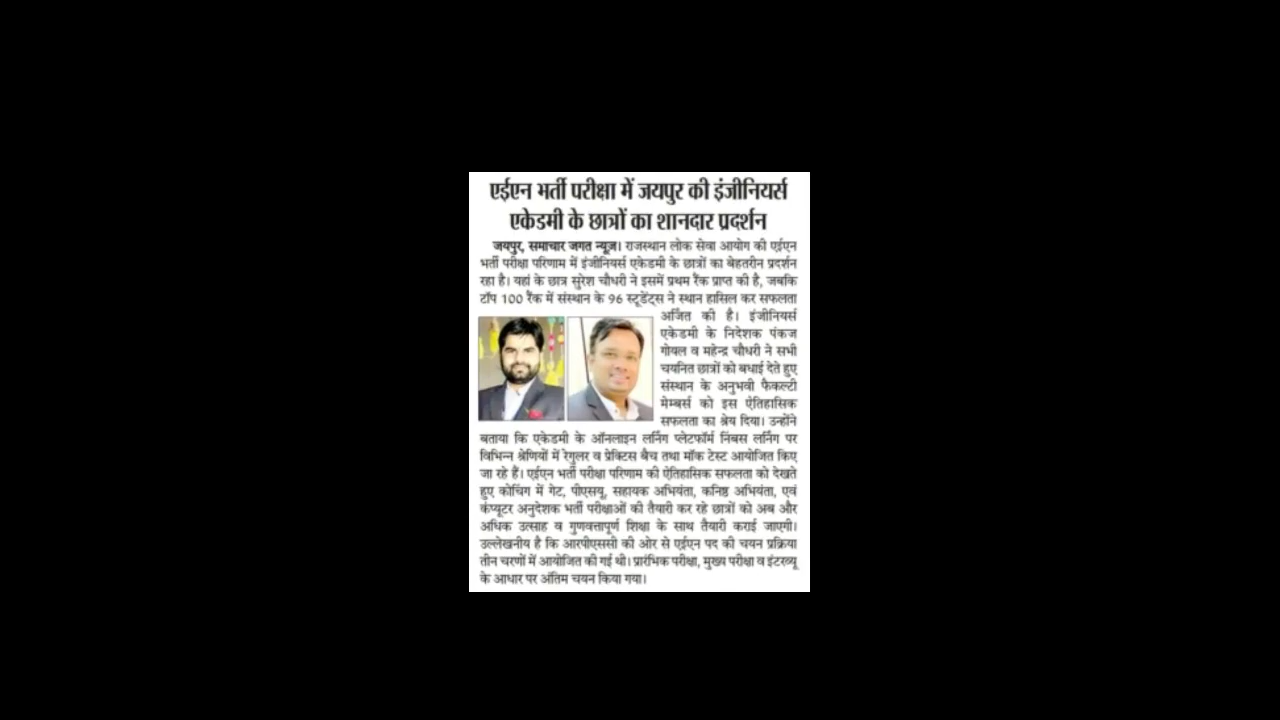 एईएन भर्ती परीक्षा में जयपुर की इंजीनियर्स
एकेडमी के छात्रों का शानदार प्रदर्शन
जयपुर, समाचार जगत न्यूज़। राजस्थान लोक सेवा आयोग की एईएन
भर्ती परीक्षा परिणाम में इंजीनियर्स एकेडमी के छात्रों का बेहतरीन प्रदर्शन
रहा है। यहां के छात्र सुरेश चौधरी ने इसमें प्रथम रैंक प्राप्त की है, जबकि
टॉप 100 रैंक में संस्थान के 96 स्टूडेंट्स ने स्थान हासिल कर सफलता
अर्जित की है। इंजीनियर्स
एकेडमी के निदेशक पंकज
गोयल व महेन्द्र चौधरी ने सभी
चयनित छात्रों को बधाई देते हुए
संस्थान के अनुभवी फैकल्टी
मेम्बर्स को इस ऐतिहासिक
सफलता का श्रेय दिया। उन्होंने
बताया कि एकेडमी के ऑनलाइन लर्निंग प्लेटफॉर्म निंबस लर्निंग पर
विभिन्न श्रेणियों में रेगुलर व प्रेक्टिस बैच तथा मॉक टेस्ट आयोजित किए
जा रहे हैं। एईएन भर्ती परीक्षा परिणाम की ऐतिहासिक सफलता को देखते
हुए कोचिंग में गेट, पीएसयू, सहायक अभियंता, कनिष्ठ अभियंता, एवं
कंप्यूटर अनुदेशक भर्ती परीक्षाओं की तैयारी कर रहे छात्रों को अब और
अधिक उत्साह व गुणवत्तापूर्ण शिक्षा के साथ तैयारी कराई जाएगी।
उल्लेखनीय है कि आरपीएससी की ओर से एईएन पद की चयन प्रक्रिया
तीन चरणों में आयोजित की गई थी। प्रारंभिक परीक्षा, मुख्य परीक्षा व इंटरव्यू
के आधार पर अंतिम चयन किया गया।